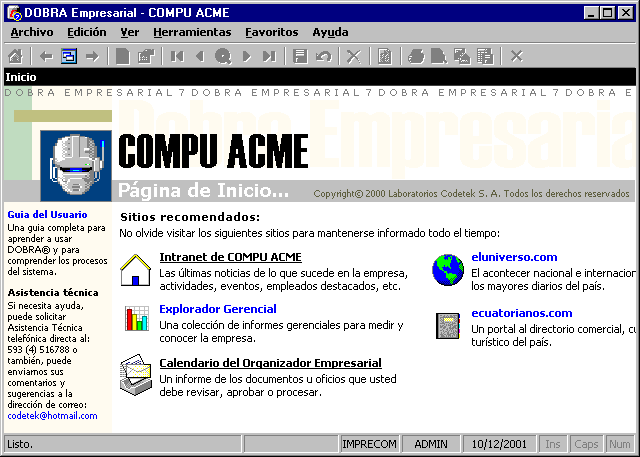 DOBRA Empresarial - COMPU ACME
Archivo Edición Ver Herramientas Favoritos Ayuda
Inicio
DOBRA EMPRESARIAL 7 DOBRA EMPRESARIAL 7 DOBRA EMPRESARIAL 7 DOBRA EMPRESARIAL 7 DOBRA E
Dobra Empresaria
COMPU ACME
Página de Inicio...
Copyright© 2000 Laboratorios Codetek S. A. Todos los derechos reservados
Guia del Usuario
Una guía completa para
aprender a usar
DOBRA® y para
comprender los procesos
del sistema.
Asistencia técnica
Si necesita ayuda,
puede solicitar
Asistencia Técnica
telefónica directa al:
593 (4) 516788 o
también, puede
enviarnos sus
comentarios y
sugerencias a la
dirección de correo:
codetek@hotmail.com
Sitios recomendados:
No olvide visitar los siguientes sitios para mantenerse informado todo el tiempo:
Intranet de COMPU ACME
Las últimas noticias de lo que sucede en la empresa,
actividades, eventos, empleados destacados, etc.
Explorador Gerencial
Una colección de informes gerenciales para medir y
conocer la empresa.
Calendario del Organizador Empresarial
Un informe de los documentos u oficios que usted
debe revisar, aprobar o procesar.
eluniverso.com
El acontecer nacional e internacion
los mayores diarios del país.
ecuatorianos.com
Un portal al directorio comercial, cu
turístico del país.
Listo. IMPRECOM ADMIN 10/12/2001 Ins Caps Num